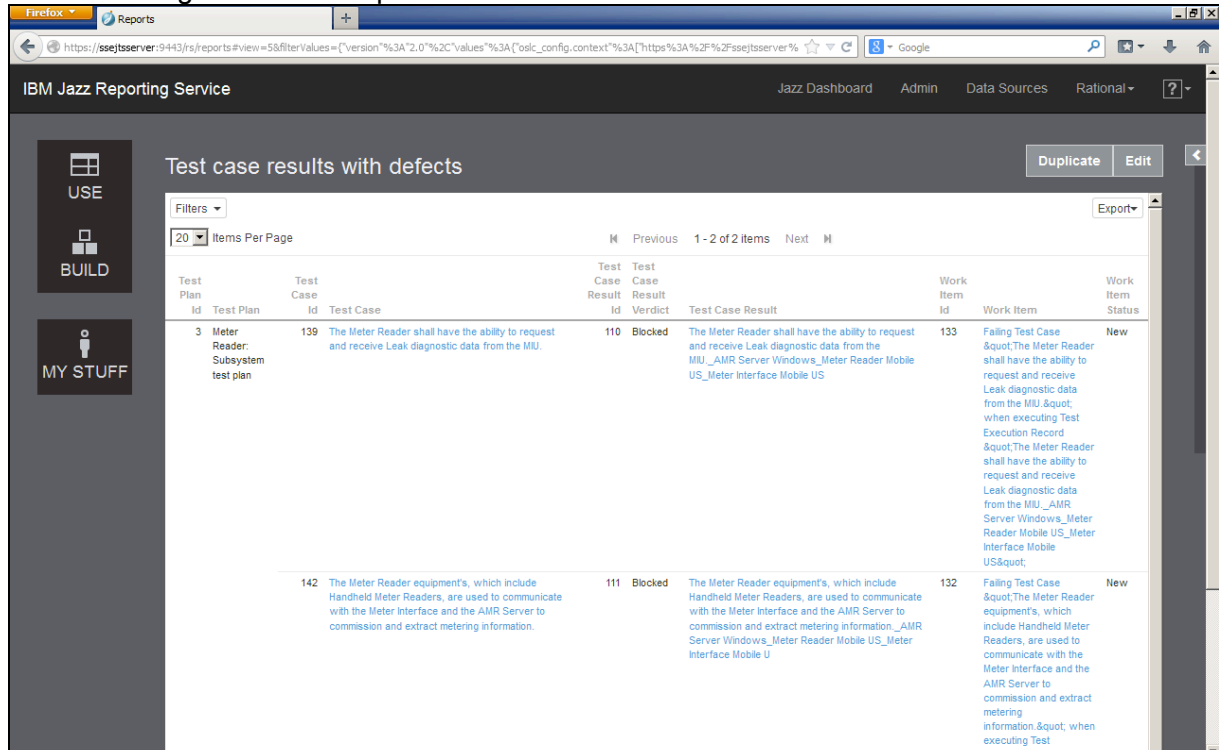 Firefox
Reports
+
https://ssejtsserver:9443/rs/reports#view=5&filterValues={"version"%3A"2.0"%2C"values"%3A{"oslc_config.context"%3A["https%3A%2F%2Fssejtsserver%
Google
IBM Jazz Reporting Service
Jazz Dashboard Admin Data Sources Rational ?
USE
BUILD
MY STUFF
Test case results with defects
Duplicate Edit
Filters
Export
20 Items Per Page
Previous 1 - 2 of 2 items Next
Test Plan Id
Test Plan
Test Case Id
Test Case
Test Case Result Id
Test Case Result Verdict
Test Case Result
Work Item Id
Work Item
Work Item Status
3
Meter
Reader:
Subsystem
test plan
139
The Meter Reader shall have the ability to request
and receive Leak diagnostic data from the MIU.
110
Blocked
The Meter Reader shall have the ability to request
and receive Leak diagnostic data from the
MIU._AMR Server Windows_Meter Reader Mobile
US_Meter Interface Mobile US
133
Failing Test Case
&quot;The Meter Reader
shall have the ability to
request and receive
Leak diagnostic data
from the MIU.&quot;
when executing Test
Execution Record
&quot;The Meter Reader
shall have the ability to
request and receive
Leak diagnostic data
from the MIU._AMR
Server Windows_Meter
Reader Mobile US_Meter
Interface Mobile
US&quot;
New
142
The Meter Reader equipment's, which include
Handheld Meter Readers, are used to communicate
with the Meter Interface and the AMR Server to
commission and extract metering information.
111
Blocked
The Meter Reader equipment's, which include
Handheld Meter Readers, are used to communicate
with the Meter Interface and the AMR Server to
commission and extract metering information._AMR
Server Windows_Meter Reader Mobile US_Meter
Interface Mobile U
132
Failing Test Case
&quot;The Meter Reader
equipment's, which
include Handheld Meter
Readers, are used to
communicate with the
Meter Interface and the
AMR Server to
commission and extract
metering
information.&quot; when
executing Test
New